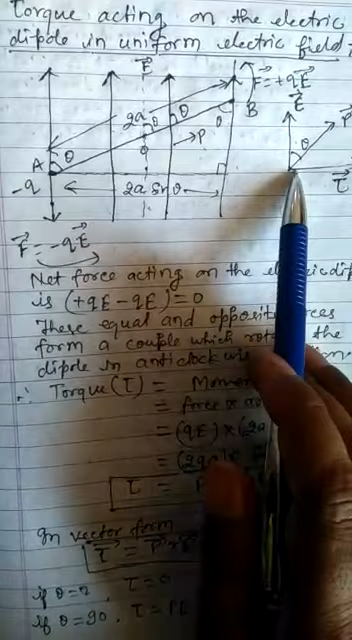 Torque acting on the electric
dipole in uniform electric field
E
F = +qE
2a
θ
θ
θ
θ
P
B
A
θ
-q
2a Sinθ
E
P
θ
τ
F = -qE
Net force acting on the
is (+qE - qE) = 0
These equal and opposite
form a couple which the
dipole in
∴ Torque (τ) =
= force ×
= (qE) × (2a
= (2qa)
τ = P
In vector form
τ = P × E
if θ = 0, τ = 0
if θ = 90, τ = PE